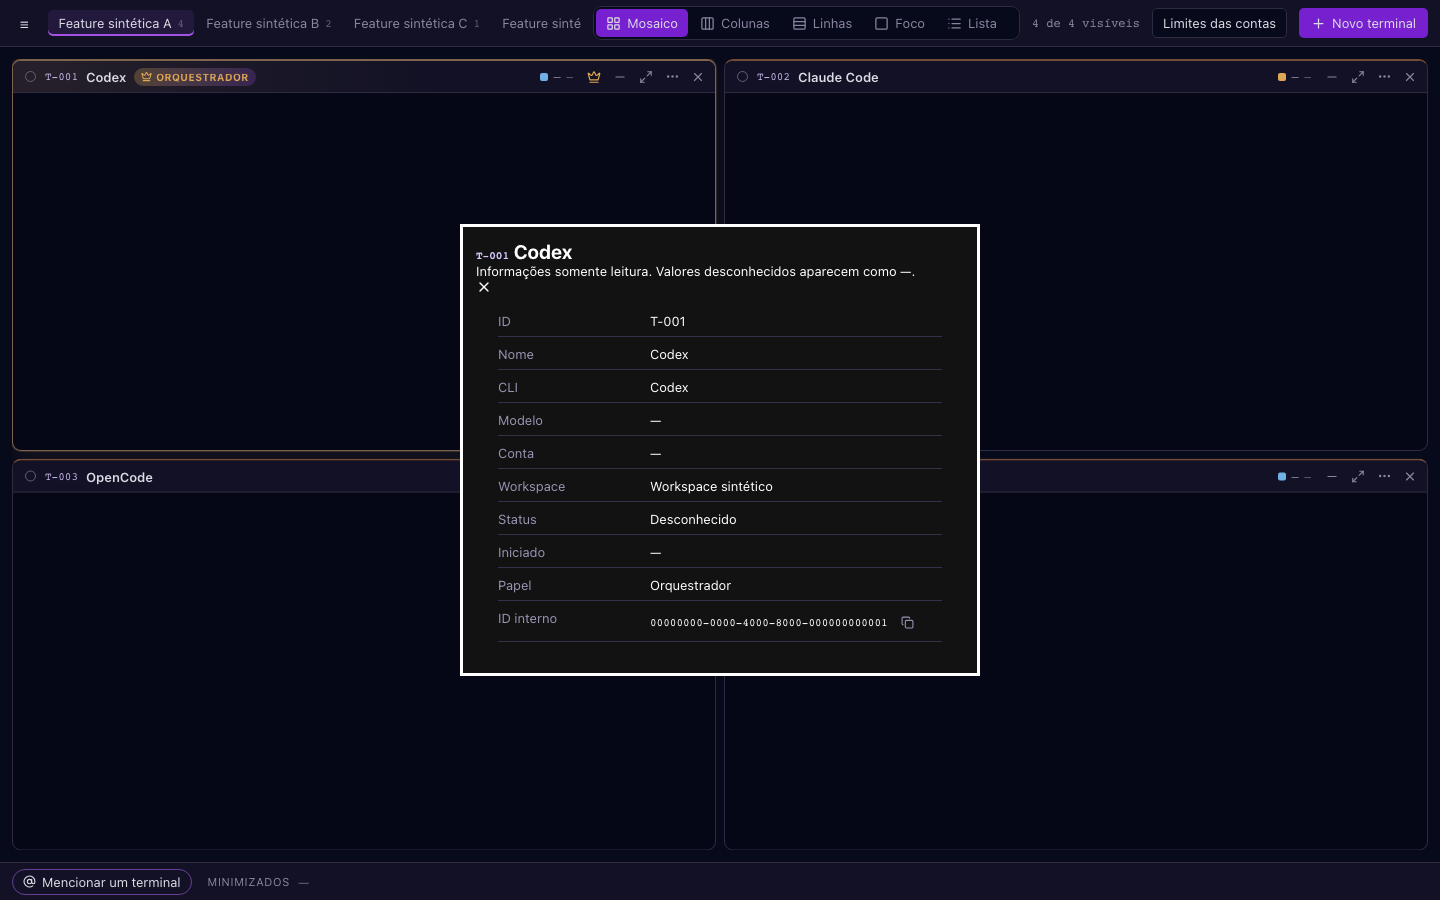 Feature sintética A 4 Feature sintética B 2 Feature sintética C 1 Feature sinté Mosaico Colunas Linhas Foco Lista 4 de 4 visíveis Limites das contas + Novo terminal
T-001 Codex ORQUESTRADOR — —
T-002 Claude Code — —
T-001 Codex
Informações somente leitura. Valores desconhecidos aparecem como —.
ID T-001
Nome Codex
CLI Codex
Modelo —
Conta —
Workspace Workspace sintético
Status Desconhecido
Iniciado —
Papel Orquestrador
ID interno 00000000-0000-4000-8000-000000000001
T-003 OpenCode
— —
@ Mencionar um terminal MINIMIZADOS —